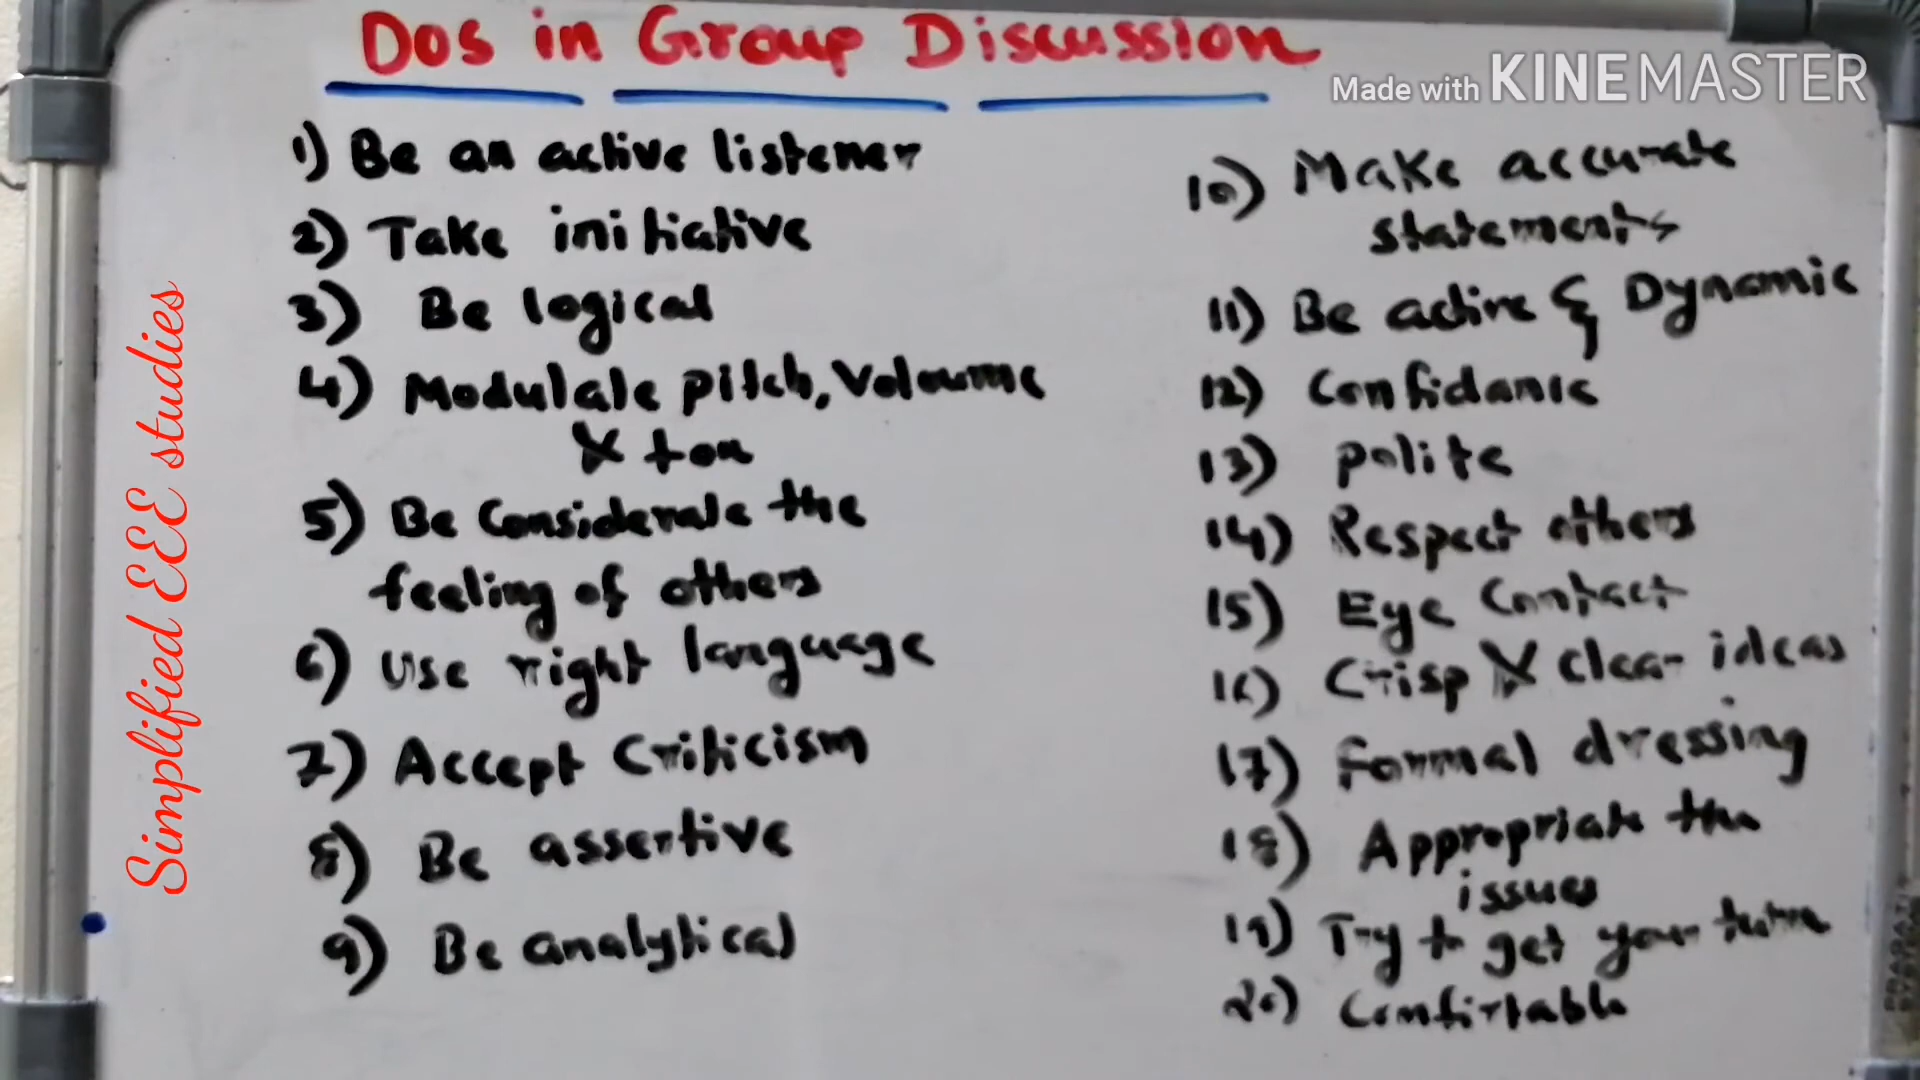 Dos in Group Discussion
Made with KINEMASTER
1) Be an active listener
2) Take initiative
3) Be logical
4) Modulate pitch, Voloume
& ton
5) Be Considerate the
feeling of others
6) Use right language
7) Accept Criticism
8) Be assertive
9) Be analytical
10) Make accurate
statements
11) Be active & Dynamic
12) Confidance
13) polite
14) Respect others
15) Eye Contact
16) Crisp & clear ideas
17) Formal dressing
18) Appropriate the
issues
19) Try to get your turn
20) Comfirtable
Simplified EEE studies